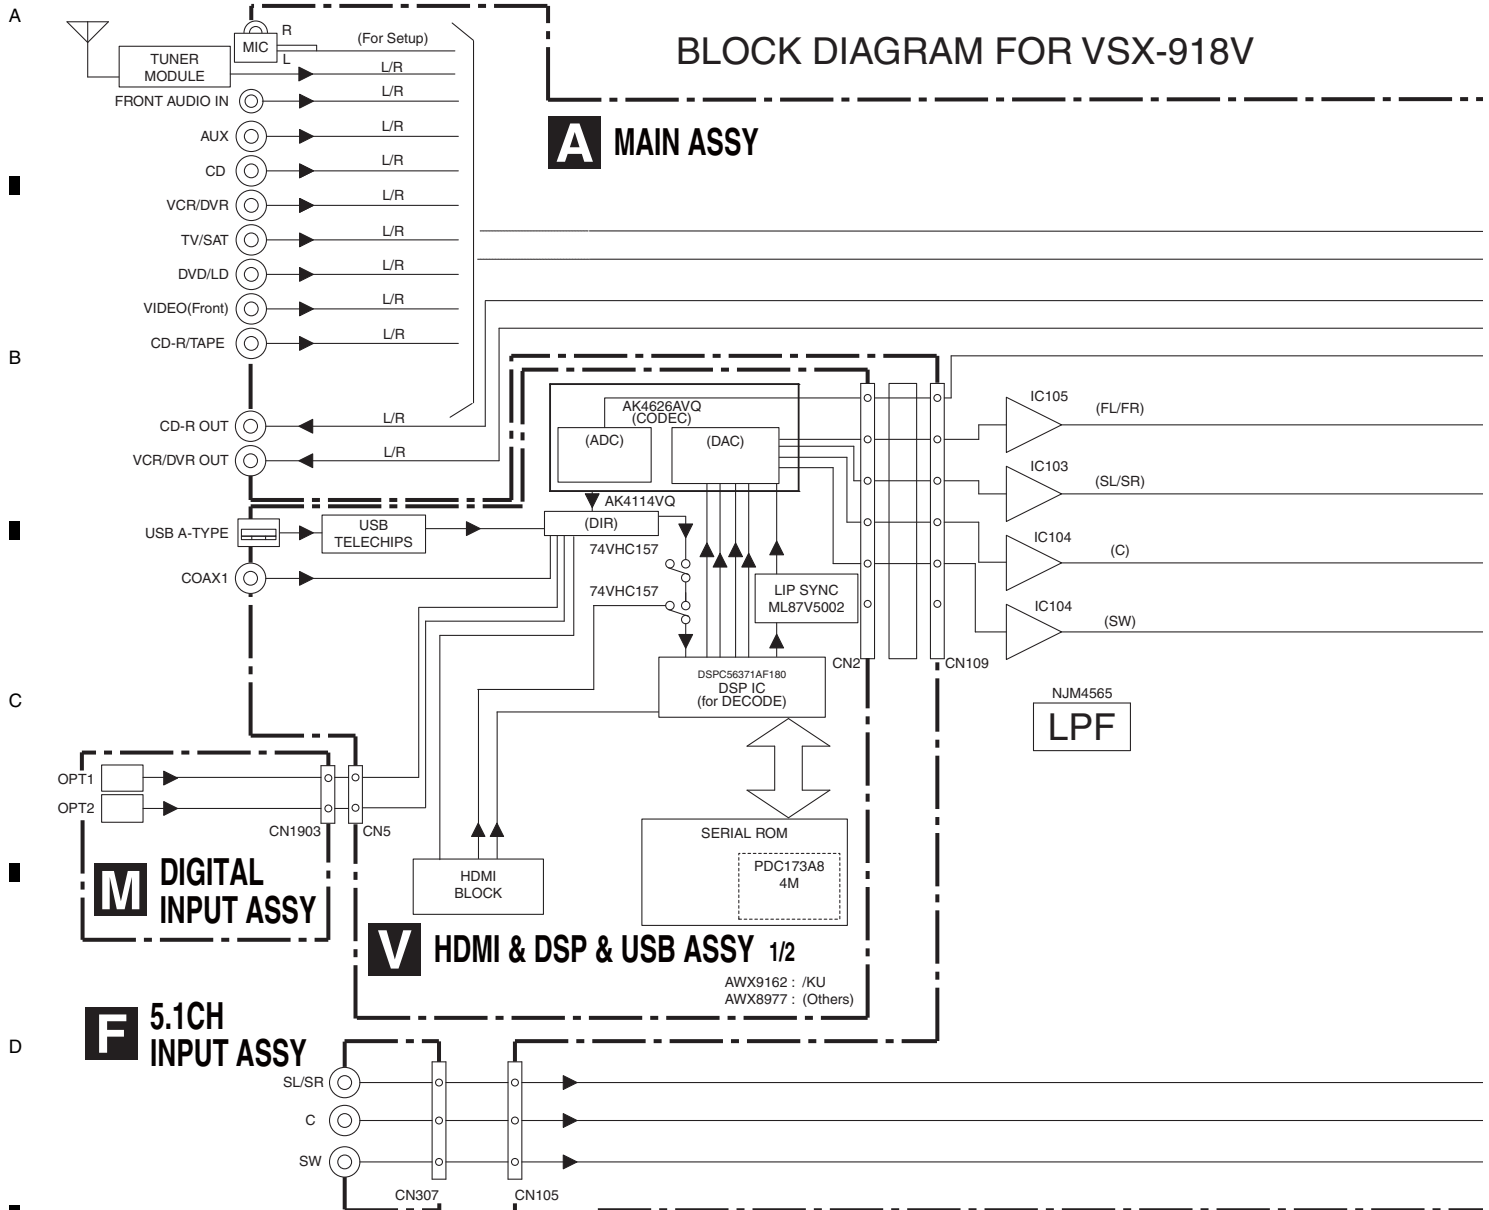 A
R
MIC
L
(For Setup)
BLOCK DIAGRAM FOR VSX-918V
TUNER
MODULE
L/R
FRONT AUDIO IN
L/R
A MAIN ASSY
AUX
L/R
CD
L/R
VCR/DVR
L/R
TV/SAT
L/R
DVD/LD
L/R
VIDEO(Front)
L/R
CD-R/TAPE
L/R
B
CD-R OUT
L/R
VCR/DVR OUT
L/R
AK4626AVQ
(CODEC)
(ADC)
(DAC)
IC105
(FL/FR)
IC103
(SL/SR)
IC104
(C)
IC104
(SW)
USB A-TYPE
USB
TELECHIPS
AK4114VQ
(DIR)
74VHC157
COAX1
74VHC157
LIP SYNC
ML87V5002
CN2
CN109
DSPC56371AF180
DSP IC
(for DECODE)
C
NJM4565
LPF
OPT1
OPT2
CN1903
CN5
SERIAL ROM
PDC173A8
4M
HDMI
BLOCK
M DIGITAL
INPUT ASSY
V HDMI & DSP & USB ASSY 1/2
AWX9162 : /KU
AWX8977 : (Others)
F 5.1CH
INPUT ASSY
D
SL/SR
C
SW
CN307
CN105